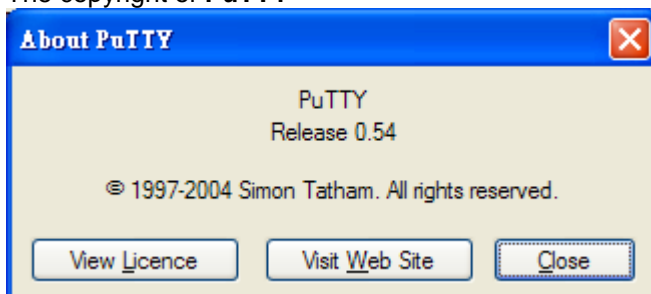 The copyright of PuTTY
About PuTTY
PuTTY
Release 0.54
© 1997-2004 Simon Tatham. All rights reserved.
View Licence
Visit Web Site
Close